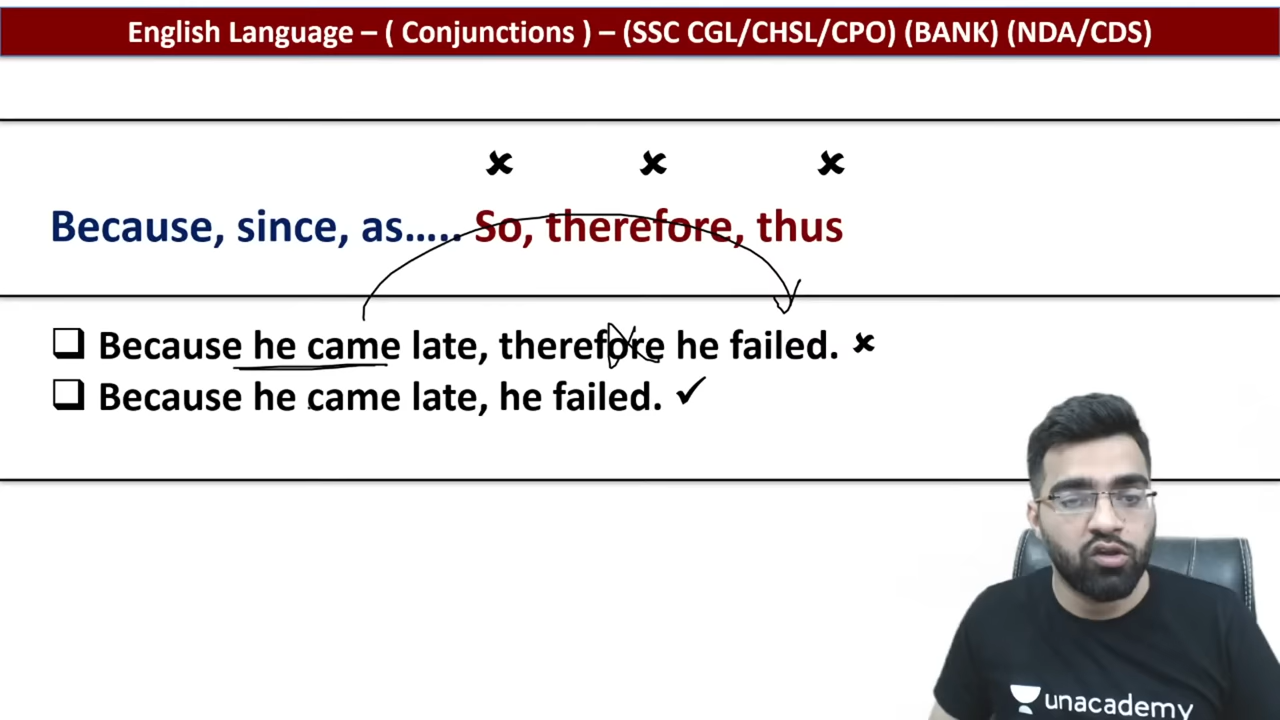 English Language – ( Conjunctions ) – (SSC CGL/CHSL/CPO) (BANK) (NDA/CDS)
Because, since, as..... So, therefore, thus
Because he came late, therefore he failed.
Because he came late, he failed.
unacademy